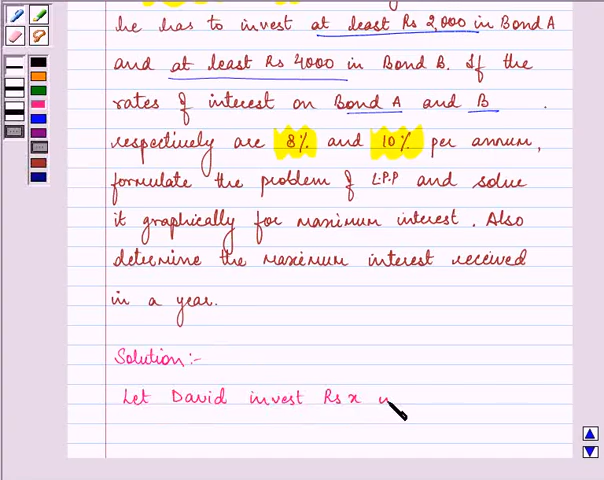 he has to invest at least Rs 2,000 in Bond A
and at least Rs 4000 in Bond B. If the
rates of interest on Bond A and B
respectively are 8% and 10% per annum,
formulate the problem of L.P.P and solve
it graphically for maximum interest. Also
determine the maximum interest received
in a year.
Solution:-
Let David invest Rs x